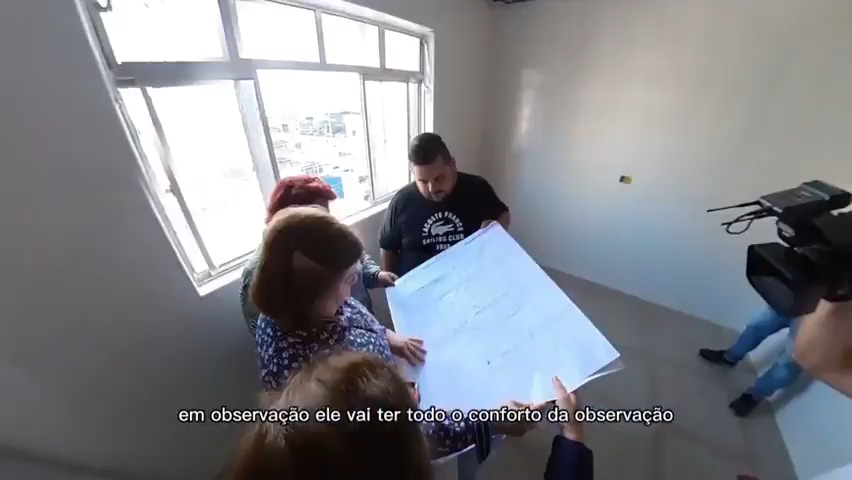 LACOSTE FRANCE
SAILING CLUB
em observação ele vai ter todo o conforto da observação